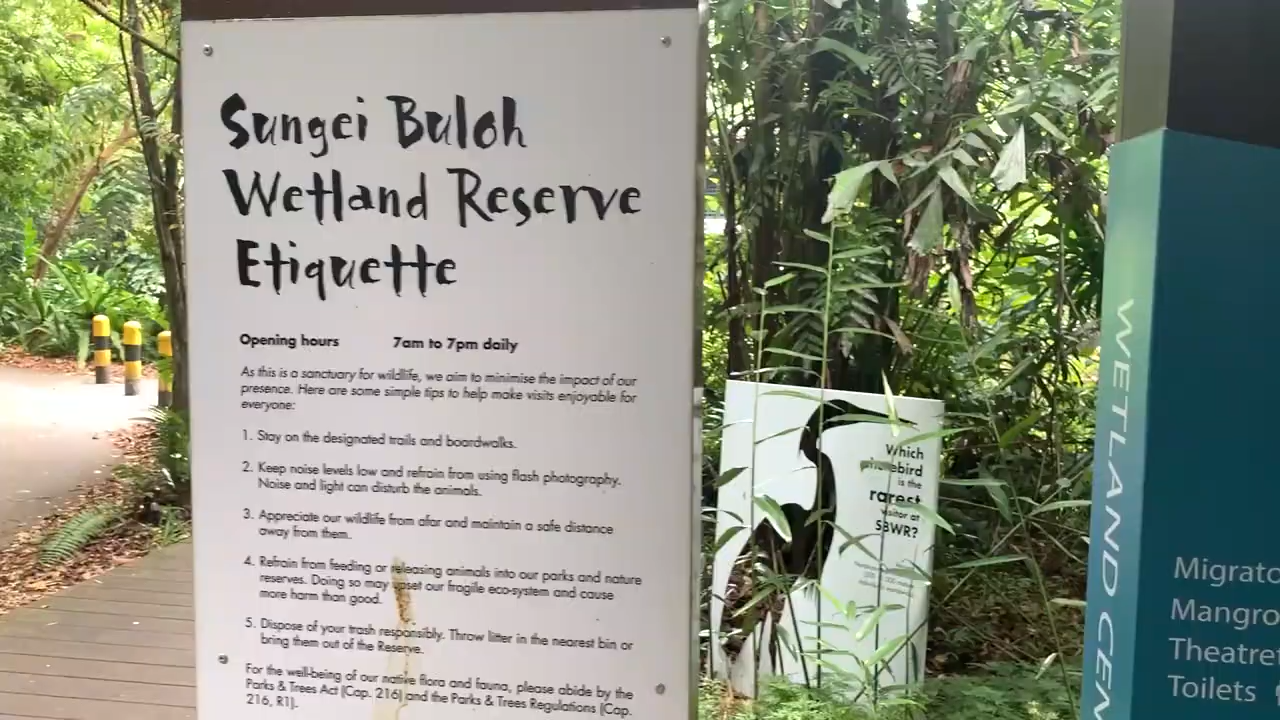 Sungei Buloh
Wetland Reserve
Etiquette
Opening hours 7am to 7pm daily
As this is a sanctuary for wildlife, we aim to minimise the impact of our
presence. Here are some simple tips to help make visits enjoyable for
everyone:
1. Stay on the designated trails and boardwalks.
2. Keep noise levels low and refrain from using flash photography.
Noise and light can disturb the animals.
3. Appreciate our wildlife from afar and maintain a safe distance
away from them.
4. Refrain from feeding or releasing animals into our parks and nature
reserves. Doing so may upset our fragile eco-system and cause
more harm than good.
5. Dispose of your trash responsibly. Throw litter in the nearest bin or
bring them out of the Reserve.
For the well-being of our native flora and fauna, please abide by the
Parks & Trees Act (Cap. 216) and the Parks & Trees Regulations (Cap.
216, R1).
Which
is the
rarest
visitor at
SBWR?
WETLAND CEN
Migrato
Mangro
Theatret
Toilets